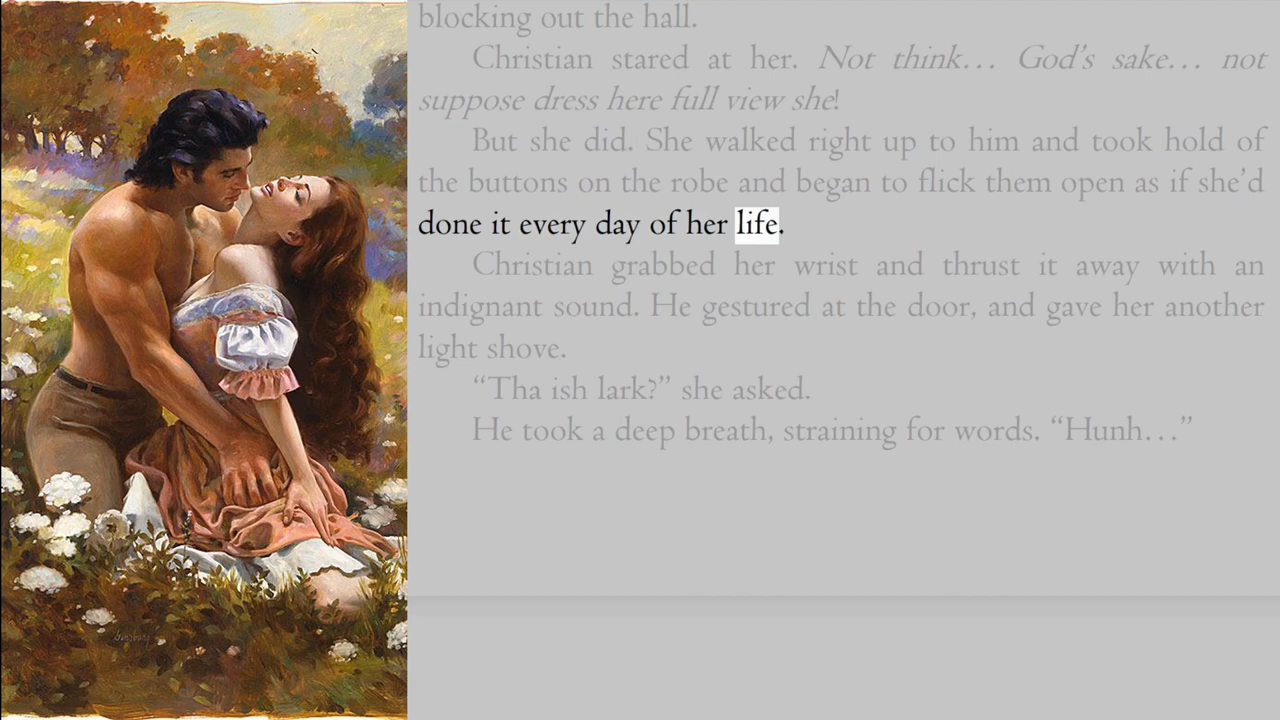 blocking out the hall.
Christian stared at her. Not think… God’s sake… not
suppose dress here full view she!
But she did. She walked right up to him and took hold of
the buttons on the robe and began to flick them open as if she’d
done it every day of her life.
Christian grabbed her wrist and thrust it away with an
indignant sound. He gestured at the door, and gave her another
light shove.
“Tha ish lark?” she asked.
He took a deep breath, straining for words. “Hunh…”